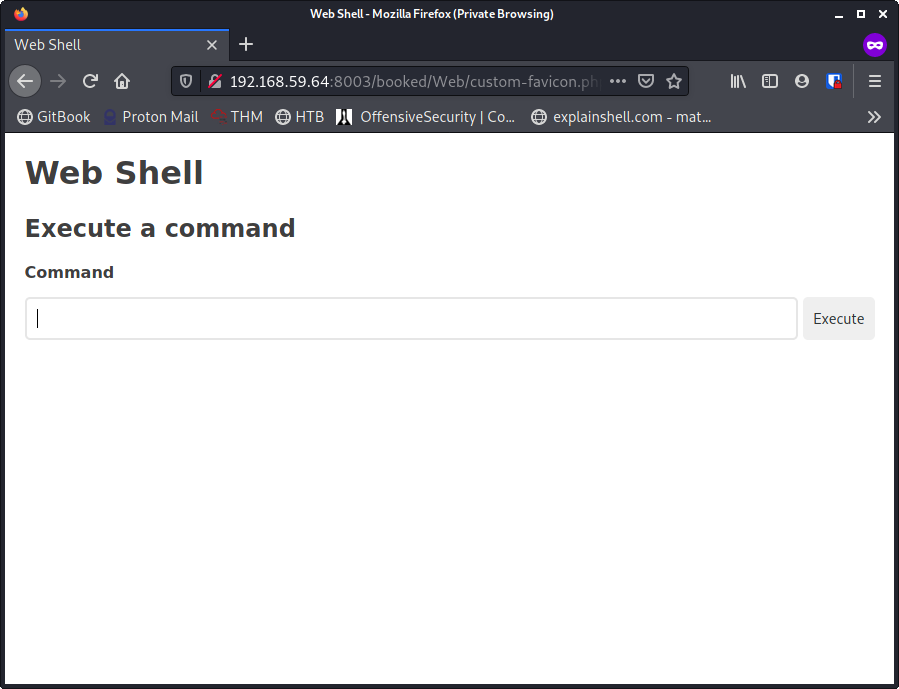 Web Shell - Mozilla Firefox (Private Browsing)
Web Shell
192.168.59.64:8003/booked/Web/custom-favicon.ph
GitBook Proton Mail THM HTB OffensiveSecurity | Co... explainshell.com - mat...
Web Shell
Execute a command
Command
Execute